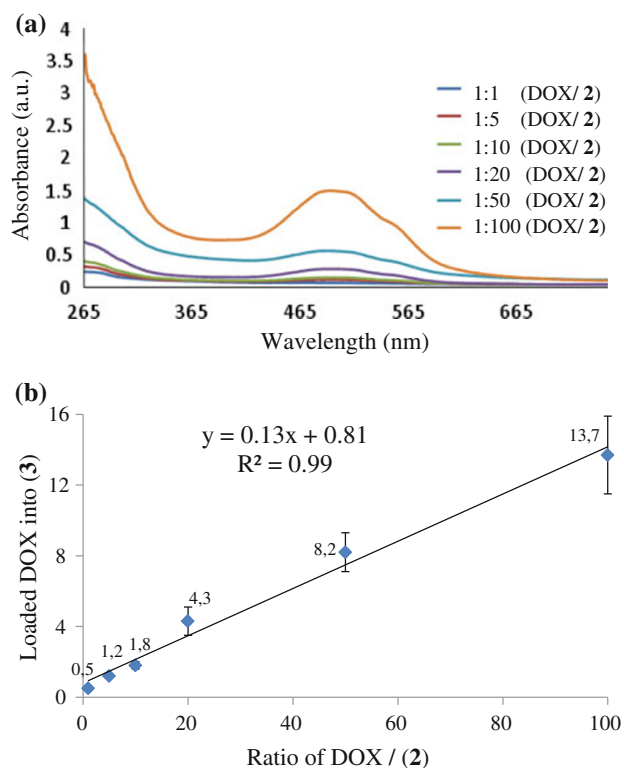 (a)
Absorbance (a.u.)
4
3.5
3
2.5
2
1.5
1
0.5
0
265 365 465 565 665
Wavelength (nm)
1:1 (DOX/ 2)
1:5 (DOX/ 2)
1:10 (DOX/ 2)
1:20 (DOX/ 2)
1:50 (DOX/ 2)
1:100 (DOX/ 2)
(b)
Loaded DOX into (3)
16
12
8
4
0
y = 0.13x + 0.81
R² = 0.99
0,5
1,2
1,8
4,3
8,2
13,7
0 20 40 60 80 100
Ratio of DOX / (2)